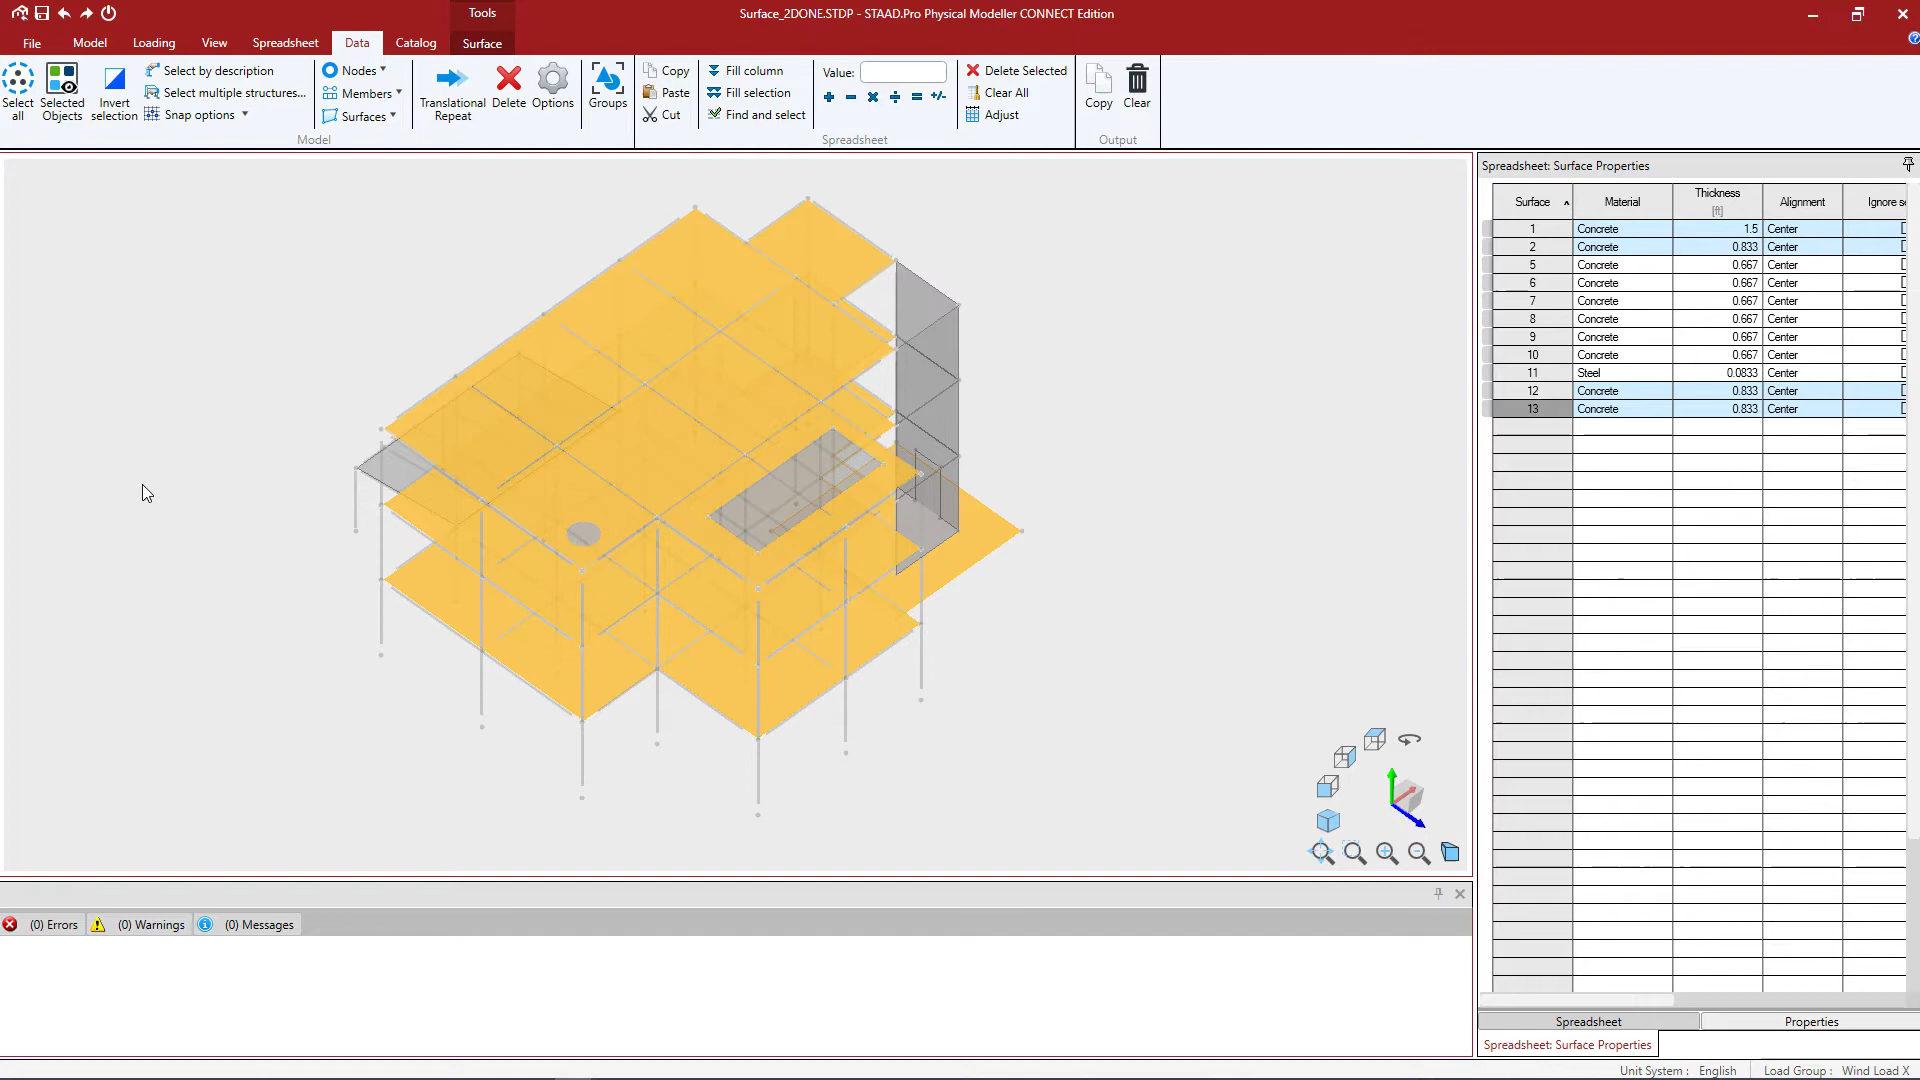 Tools
Surface_2DONE.STDP - STAAD.Pro Physical Modeller CONNECT Edition
File
Model
Loading
View
Spreadsheet
Data
Catalog
Surface
Select all
Selected Objects
Invert selection
Select by description
Select multiple structures...
Snap options
Nodes
Members
Surfaces
Model
Translational Repeat
Delete
Options
Groups
Copy
Paste
Cut
Fill column
Fill selection
Find and select
Value:
Spreadsheet
Delete Selected
Clear All
Adjust
Copy
Clear
Output
Spreadsheet: Surface Properties
Surface Material Thickness [ft] Alignment Ignore s
1 Concrete 1.5 Center
2 Concrete 0.833 Center
5 Concrete 0.667 Center
6 Concrete 0.667 Center
7 Concrete 0.667 Center
8 Concrete 0.667 Center
9 Concrete 0.667 Center
10 Concrete 0.667 Center
11 Steel 0.0833 Center
12 Concrete 0.833 Center
13 Concrete 0.833 Center
(0) Errors
(0) Warnings
(0) Messages
Spreadsheet
Properties
Spreadsheet: Surface Properties
Unit System : English
Load Group : Wind Load X